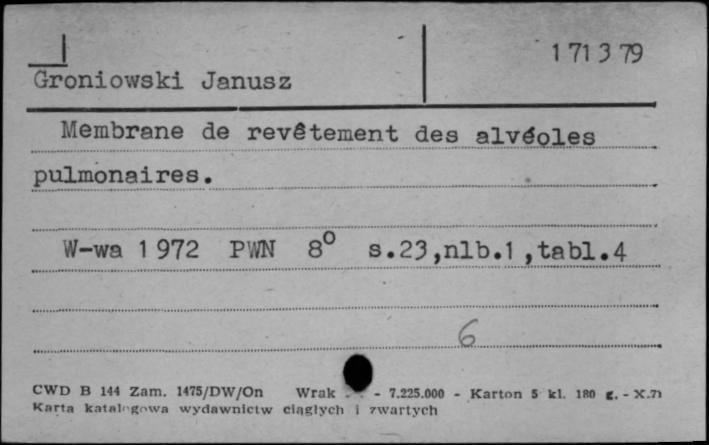 171379
Groniowski Janusz
Membrane de revêtement des alvéoles
pulmonaires.
W-wa 1972 PWN 8° s.23,nlb.1,tabl.4
6
CWD B 144 Zam. 1475/DW/On Wrak - 7.225.000 - Karton 5 kl. 180 g. - X.71
Karta katalogowa wydawnictw ciągłych i zwartych